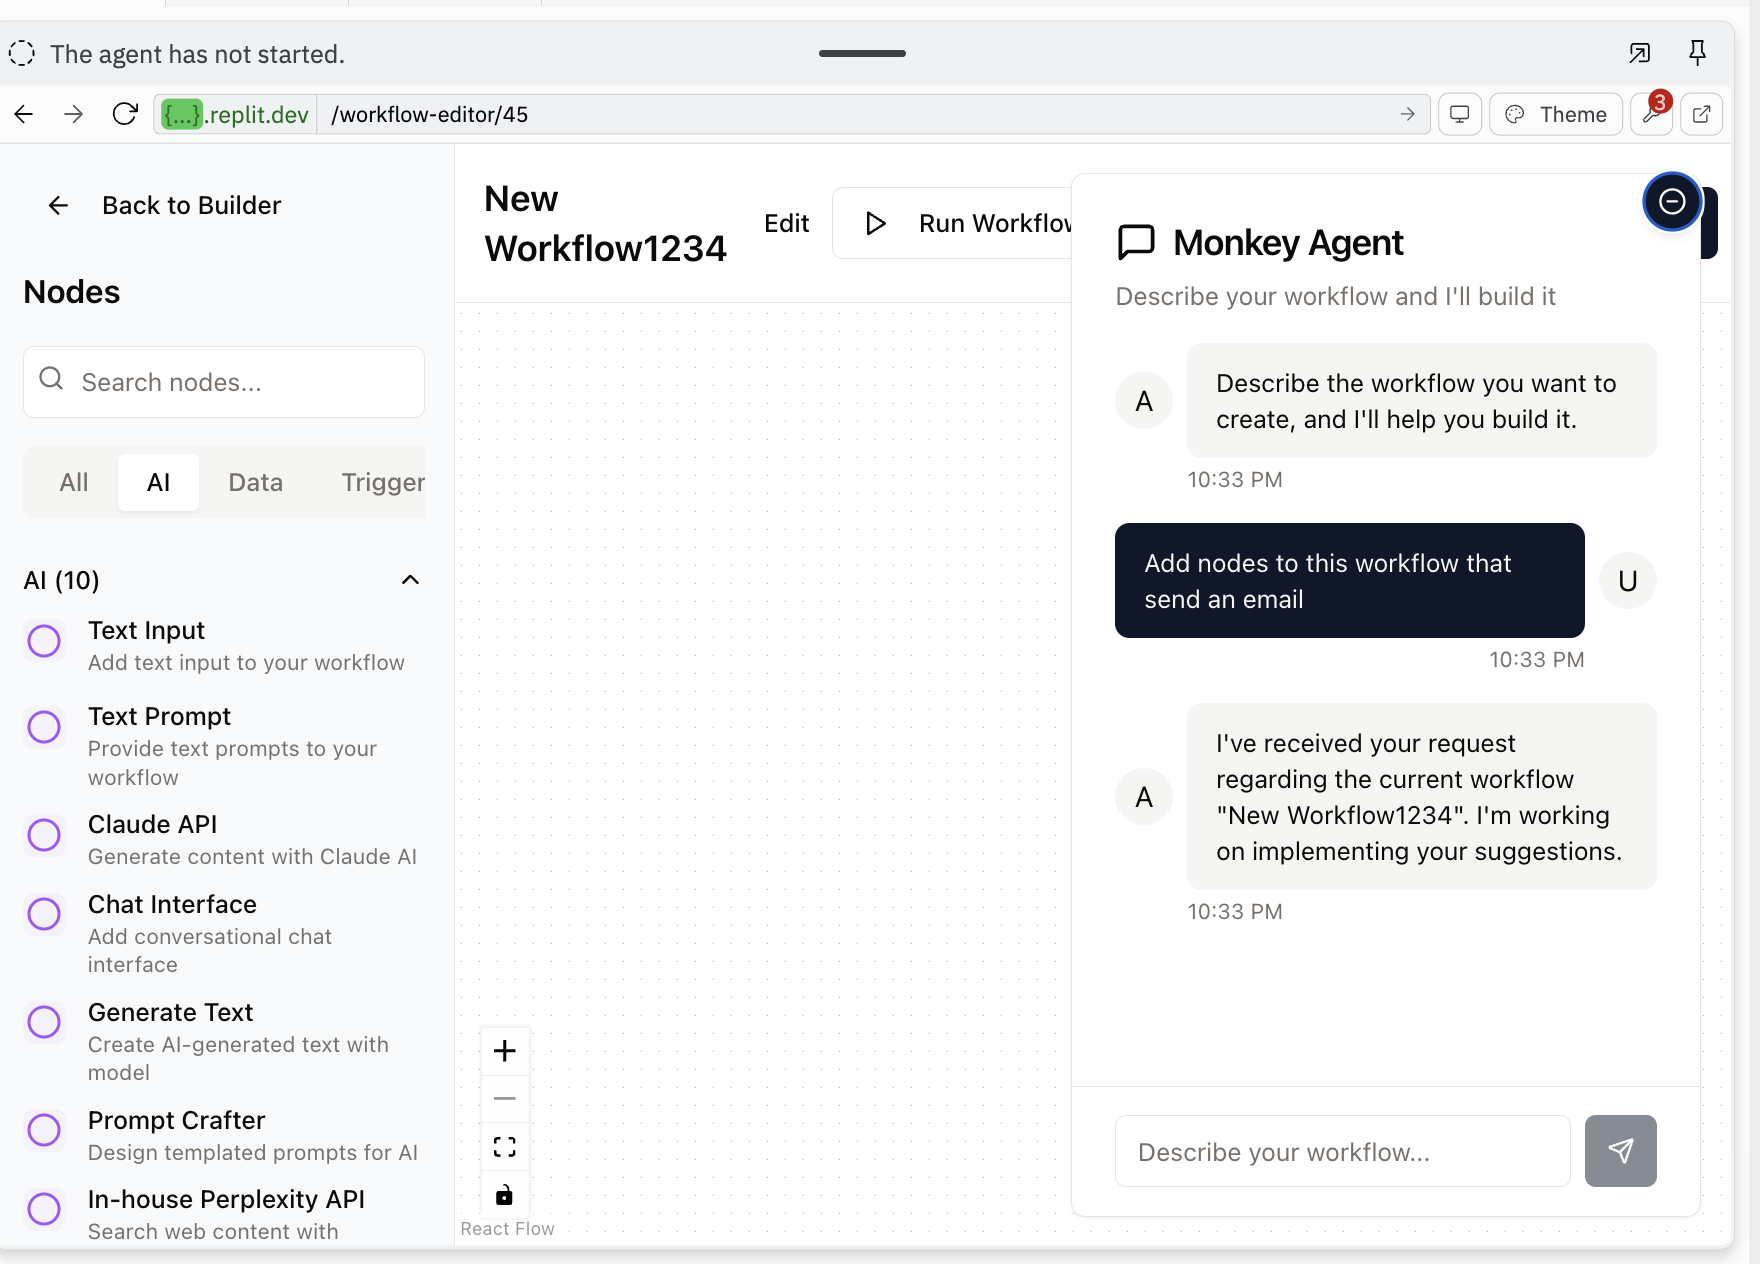 The agent has not started.
{...}.replit.dev /workflow-editor/45
Theme
3
Back to Builder
Nodes
Search nodes...
All AI Data Trigger
AI (10)
Text Input
Add text input to your workflow
Text Prompt
Provide text prompts to your
workflow
Claude API
Generate content with Claude AI
Chat Interface
Add conversational chat
interface
Generate Text
Create AI-generated text with
model
Prompt Crafter
Design templated prompts for AI
In-house Perplexity API
Search web content with
New
Workflow1234
Edit
Run Workflow
React Flow
Monkey Agent
Describe your workflow and I'll build it
A
Describe the workflow you want to
create, and I'll help you build it.
10:33 PM
Add nodes to this workflow that
send an email
U
10:33 PM
A
I've received your request
regarding the current workflow
"New Workflow1234". I'm working
on implementing your suggestions.
10:33 PM
Describe your workflow...